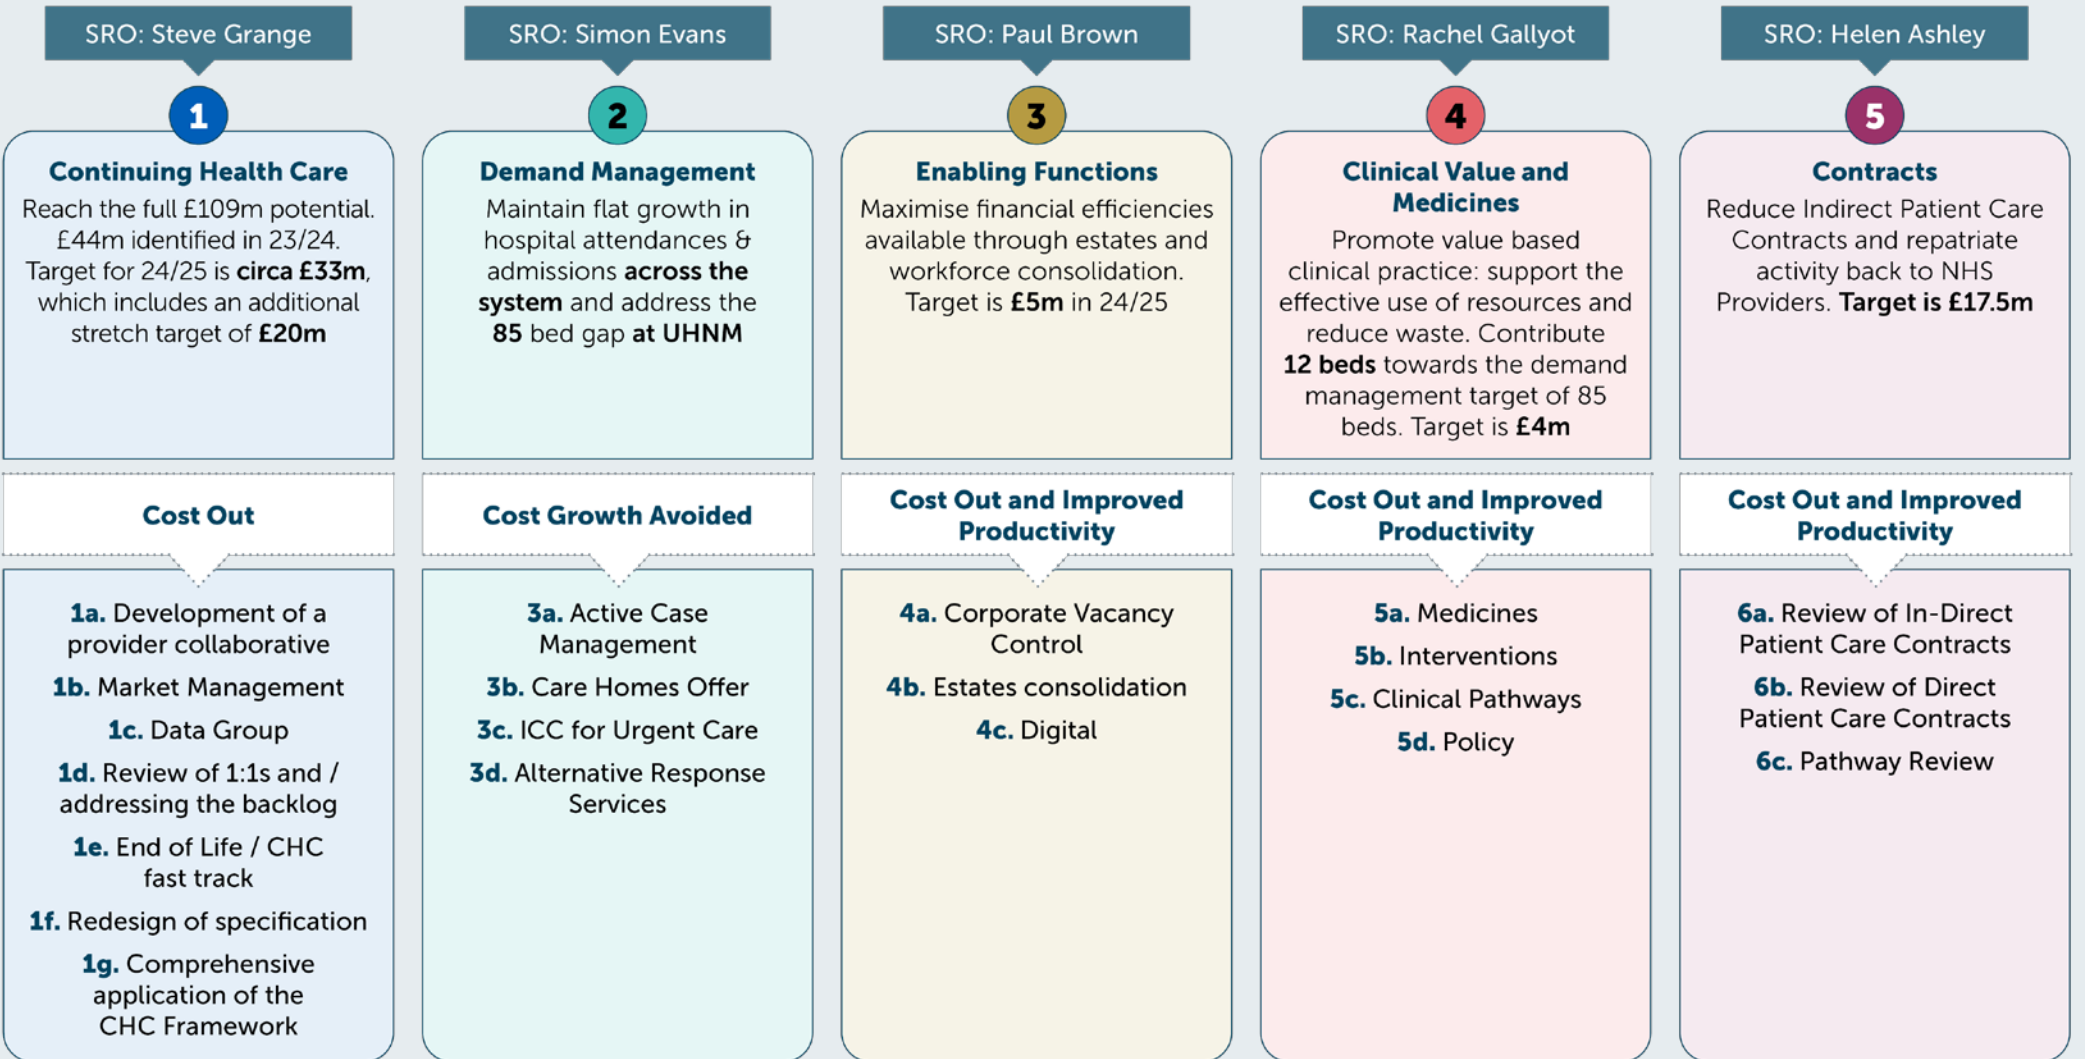 SRO: Steve Grange
1
Continuing Health Care
Reach the full £109m potential.
£44m identified in 23/24.
Target for 24/25 is circa £33m,
which includes an additional
stretch target of £20m
Cost Out
1a. Development of a
provider collaborative
1b. Market Management
1c. Data Group
1d. Review of 1:1s and /
addressing the backlog
1e. End of Life / CHC
fast track
1f. Redesign of specification
1g. Comprehensive
application of the
CHC Framework
SRO: Simon Evans
2
Demand Management
Maintain flat growth in
hospital attendances &
admissions across the
system and address the
85 bed gap at UHNM
Cost Growth Avoided
3a. Active Case
Management
3b. Care Homes Offer
3c. ICC for Urgent Care
3d. Alternative Response
Services
SRO: Paul Brown
3
Enabling Functions
Maximise financial efficiencies
available through estates and
workforce consolidation.
Target is £5m in 24/25
Cost Out and Improved
Productivity
4a. Corporate Vacancy
Control
4b. Estates consolidation
4c. Digital
SRO: Rachel Gallyot
4
Clinical Value and
Medicines
Promote value based
clinical practice: support the
effective use of resources and
reduce waste. Contribute
12 beds towards the demand
management target of 85
beds. Target is £4m
Cost Out and Improved
Productivity
5a. Medicines
5b. Interventions
5c. Clinical Pathways
5d. Policy
SRO: Helen Ashley
5
Contracts
Reduce Indirect Patient Care
Contracts and repatriate
activity back to NHS
Providers. Target is £17.5m
Cost Out and Improved
Productivity
6a. Review of In-Direct
Patient Care Contracts
6b. Review of Direct
Patient Care Contracts
6c. Pathway Review